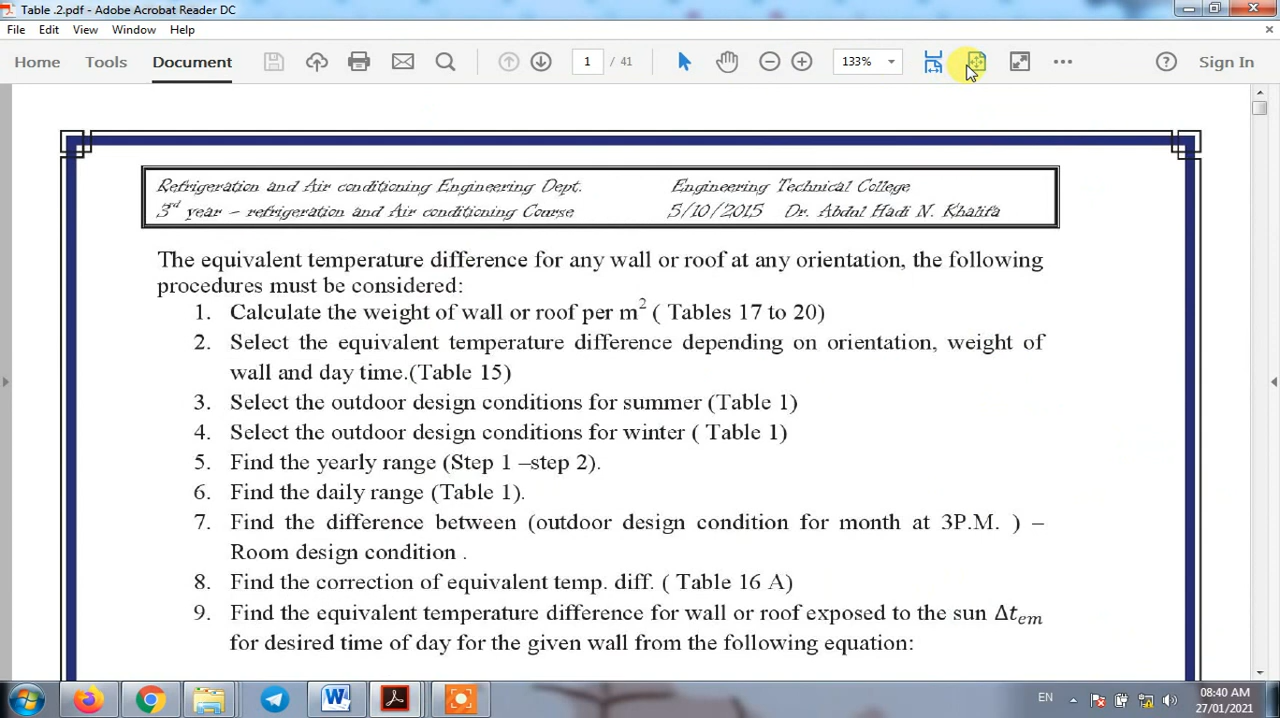 Table .2.pdf - Adobe Acrobat Reader DC
File Edit View Window Help
Home Tools Document 1 / 41 133% Sign In
Refrigeration and Air conditioning Engineering Dept. Engineering Technical College
3rd year – refrigeration and Air conditioning Course 5/10/2015 Dr. Abdul Hadi N. Khalifa
The equivalent temperature difference for any wall or roof at any orientation, the following
procedures must be considered:
1. Calculate the weight of wall or roof per m2 ( Tables 17 to 20)
2. Select the equivalent temperature difference depending on orientation, weight of
wall and day time.(Table 15)
3. Select the outdoor design conditions for summer (Table 1)
4. Select the outdoor design conditions for winter ( Table 1)
5. Find the yearly range (Step 1 –step 2).
6. Find the daily range (Table 1).
7. Find the difference between (outdoor design condition for month at 3P.M. ) –
Room design condition .
8. Find the correction of equivalent temp. diff. ( Table 16 A)
9. Find the equivalent temperature difference for wall or roof exposed to the sun Δtem
for desired time of day for the given wall from the following equation:
EN 08:40 AM
27/01/2021